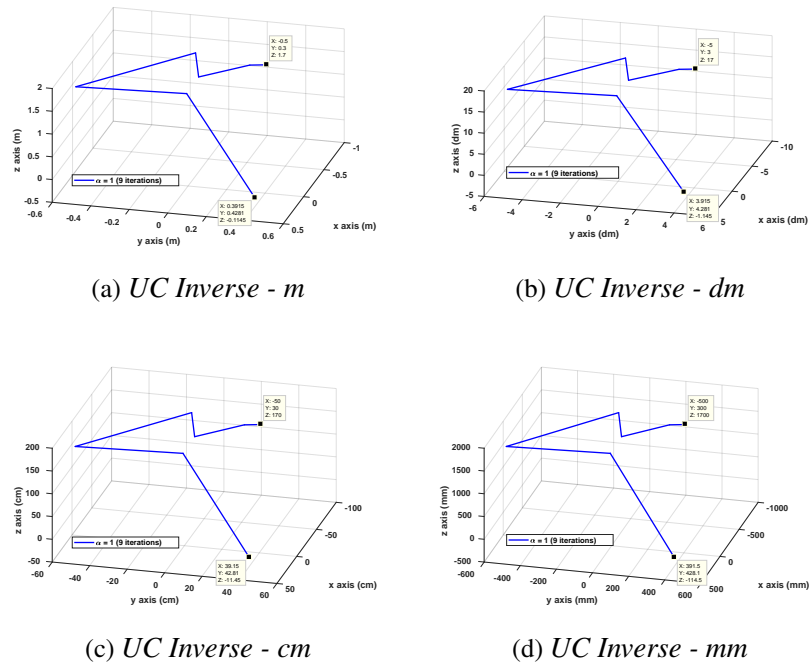 X: -0.5
Y: 0.3
Z: 1.7
2
1.5
1
0.5
0
-0.5
z axis (m)
α = 1 (9 iterations)
X: 0.3915
Y: 0.4281
Z: -0.1145
-0.6
-0.4
-0.2
0
0.2
0.4
0.6
y axis (m)
-1
-0.5
0
0.5
x axis (m)
(a) UC Inverse - m
X: -5
Y: 3
Z: 17
20
15
10
5
0
-5
z axis (dm)
α = 1 (9 iterations)
X: 3.915
Y: 4.281
Z: -1.145
-6
-4
-2
0
2
4
6
y axis (dm)
-10
-5
0
5
x axis (dm)
(b) UC Inverse - dm
X: -50
Y: 30
Z: 170
200
150
100
50
0
-50
z axis (cm)
α = 1 (9 iterations)
X: 39.15
Y: 42.81
Z: -11.45
-60
-40
-20
0
20
40
60
y axis (cm)
-100
-50
0
50
x axis (cm)
(c) UC Inverse - cm
X: -500
Y: 300
Z: 1700
2000
1500
1000
500
0
-500
z axis (mm)
α = 1 (9 iterations)
X: 391.5
Y: 428.1
Z: -114.5
-600
-400
-200
0
200
400
600
y axis (mm)
-1000
-500
0
500
x axis (mm)
(d) UC Inverse - mm